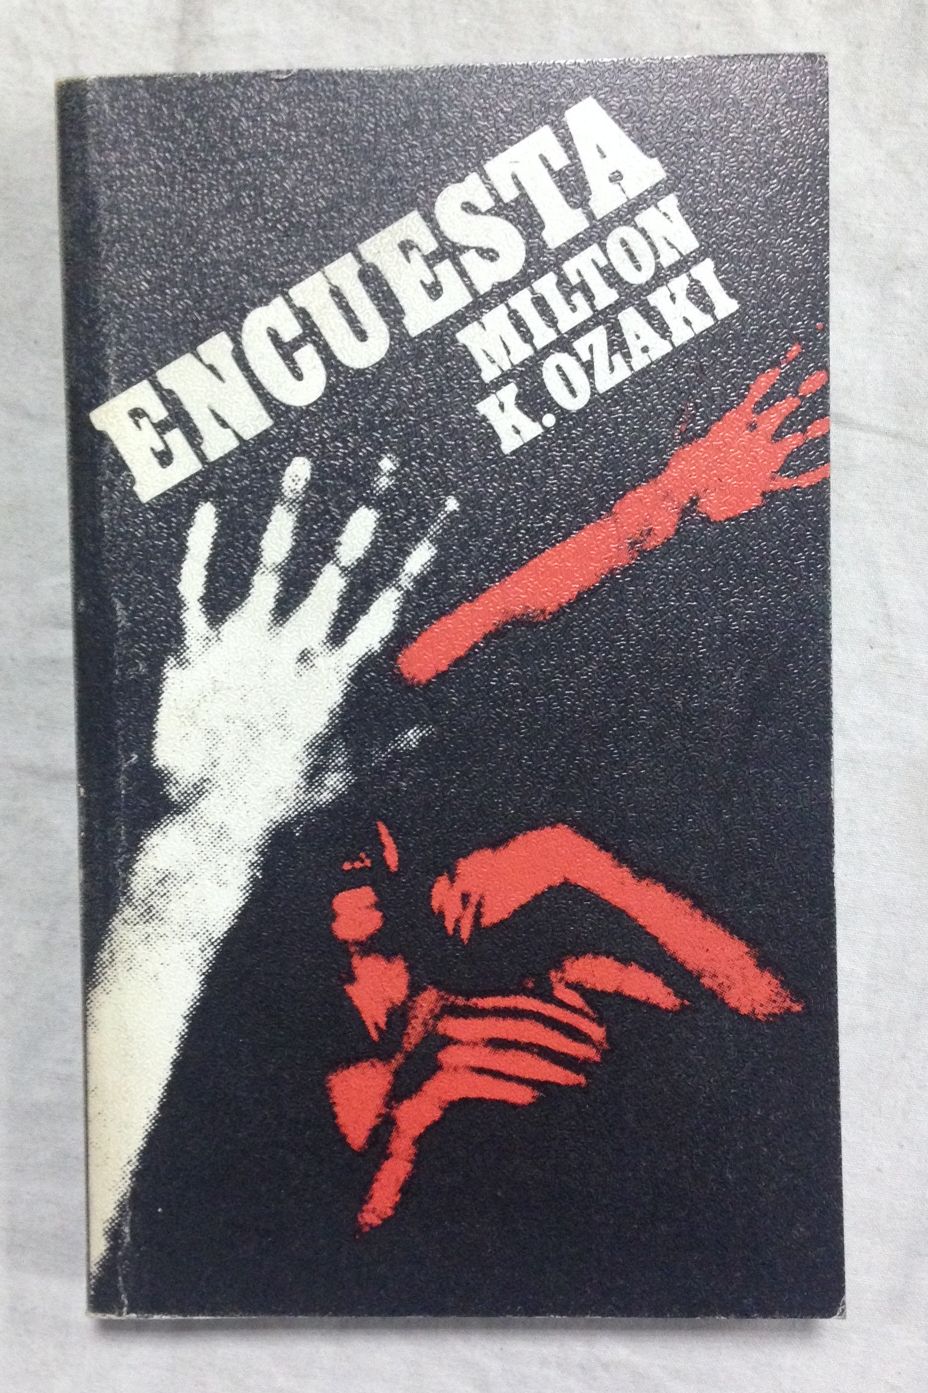 ENCUESTA
MILTON
K. OZAKI